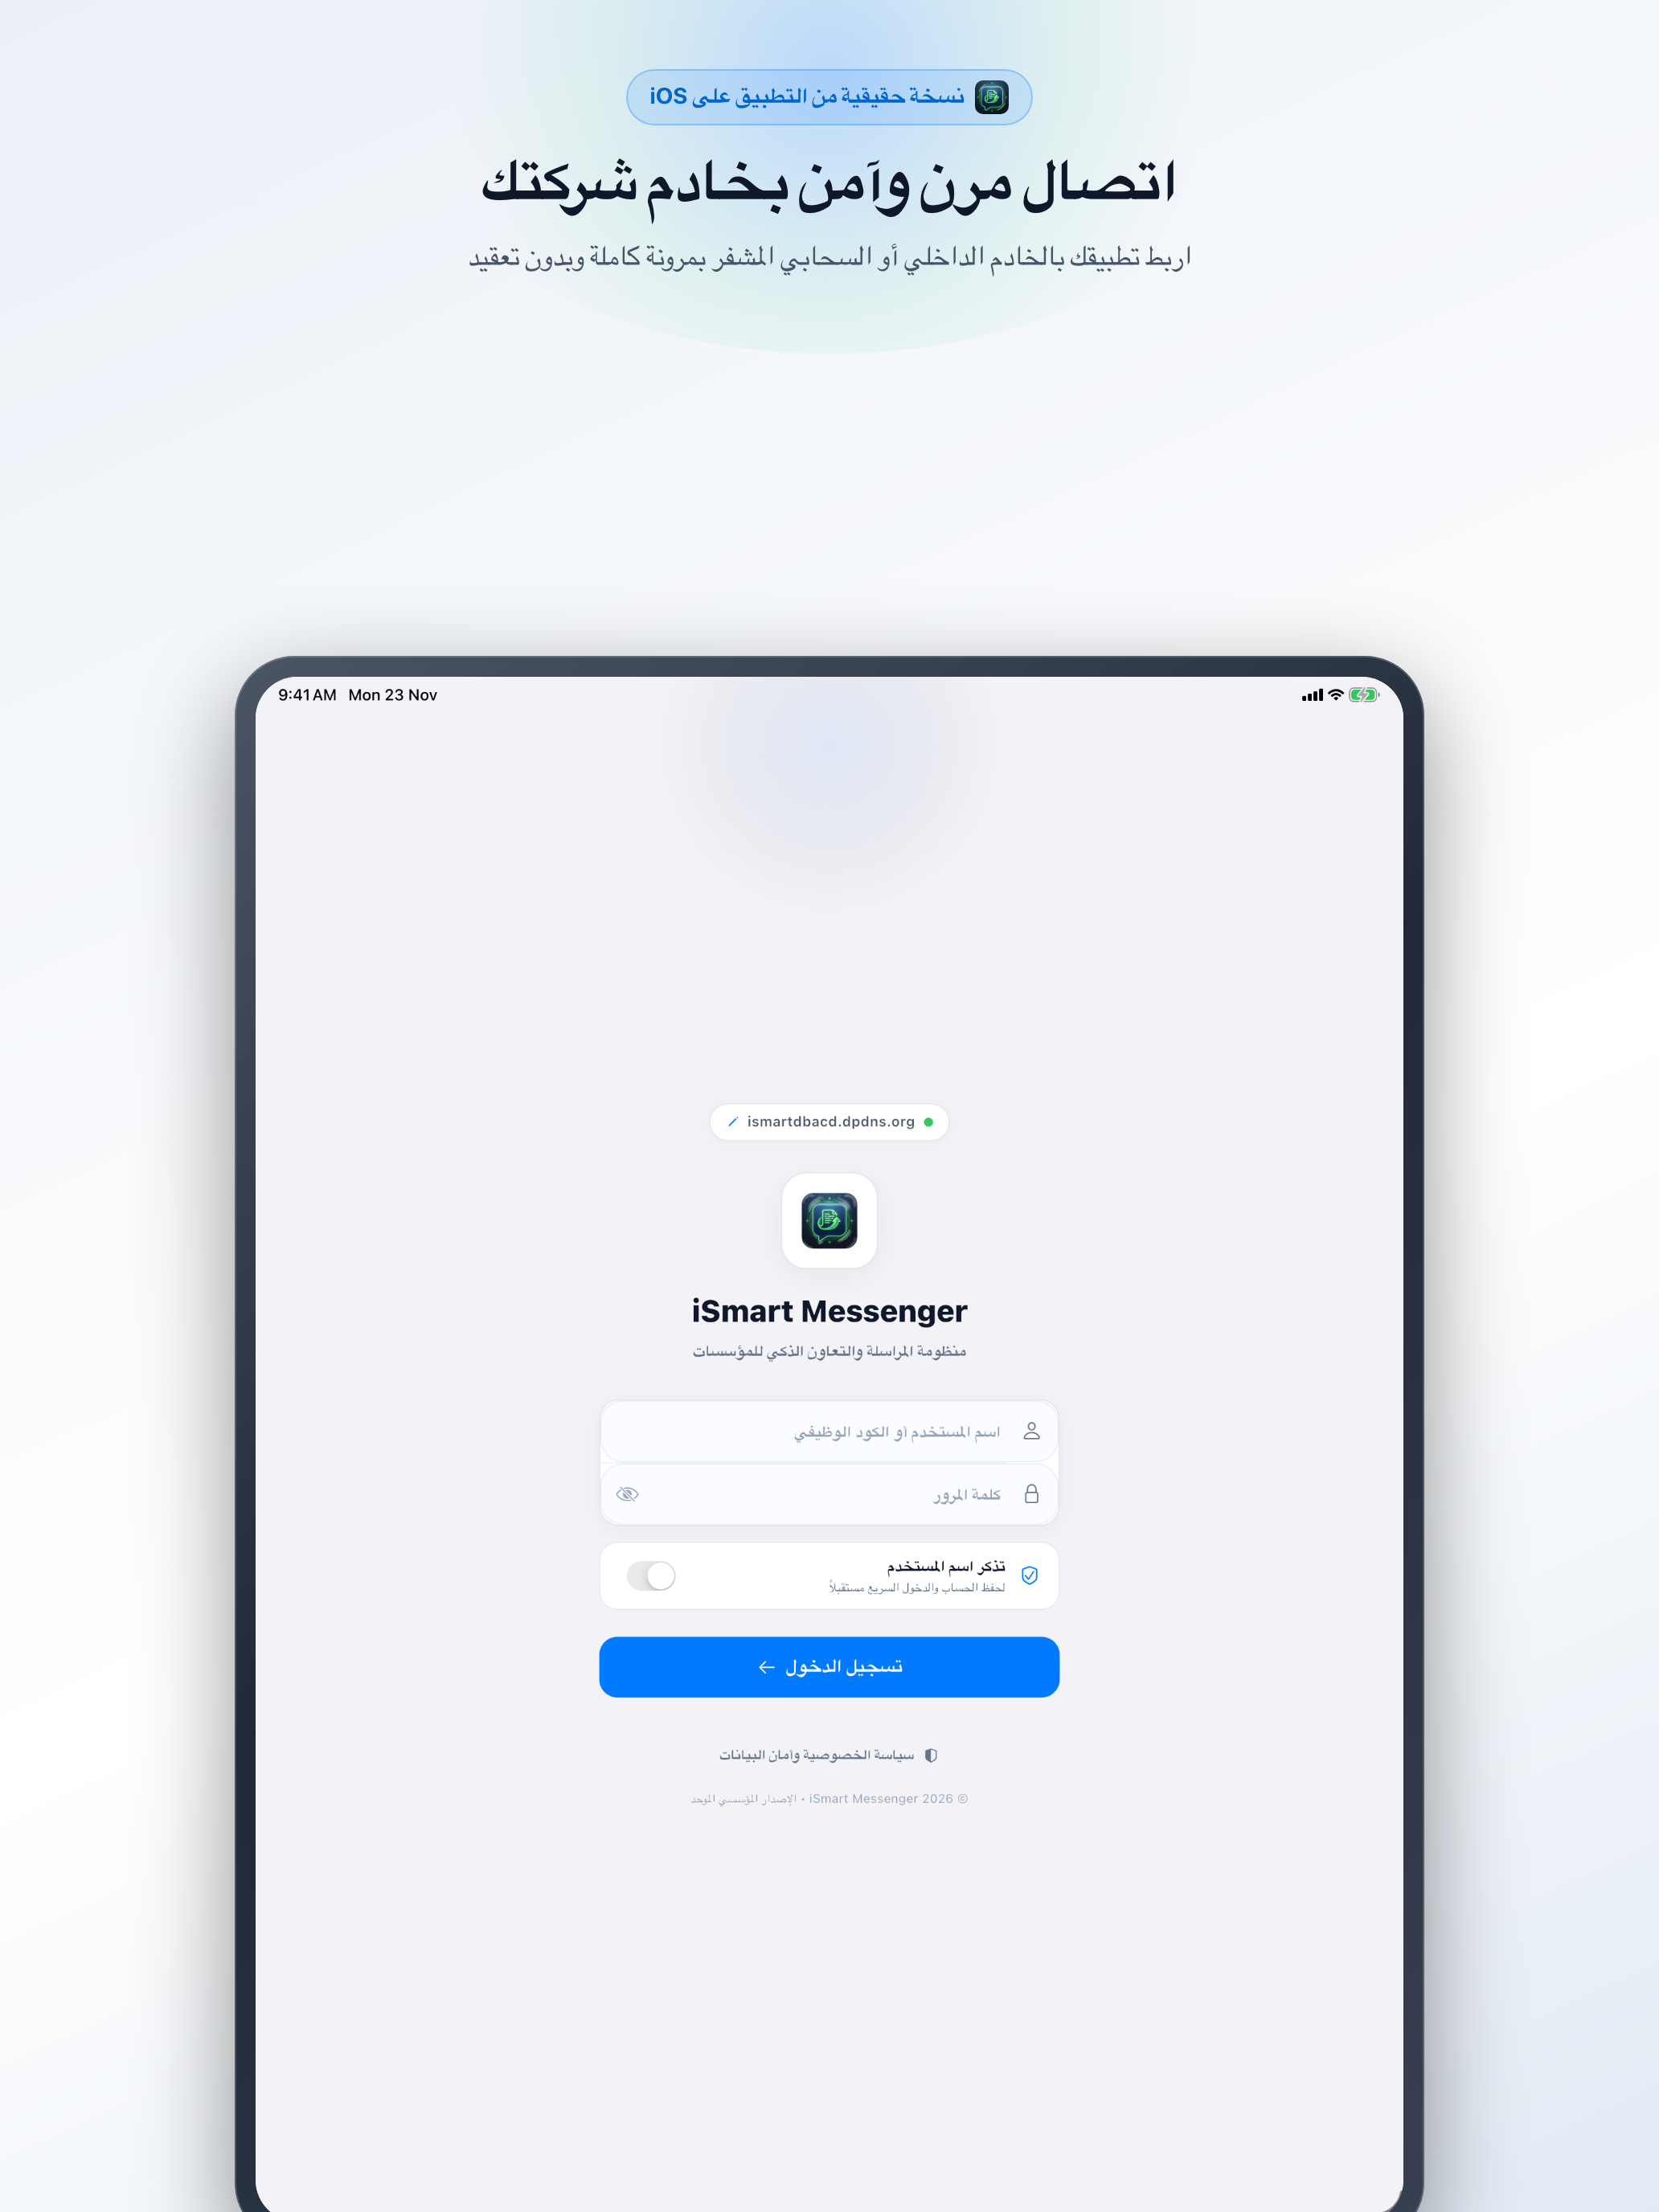 نسخة حقيقية من التطبيق على iOS
اتصال مرن وآمن بخادم شركتك
اربط تطبيقك بالخادم الداخلي أو السحابي المشفر بمرونة كاملة وبدون تعقيد
9:41 AM Mon 23 Nov
ismartdbacd.dpdns.org
iSmart Messenger
منظومة المراسلة والتعاون الذكي للمؤسسات
اسم المستخدم أو الكود الوظيفي
كلمة المرور
تذكر اسم المستخدم
لحفظ الحساب والدخول السريع مستقبلاً
تسجيل الدخول
سياسة الخصوصية وأمان البيانات
© 2026 iSmart Messenger • الإصدار المؤسسي الموحد